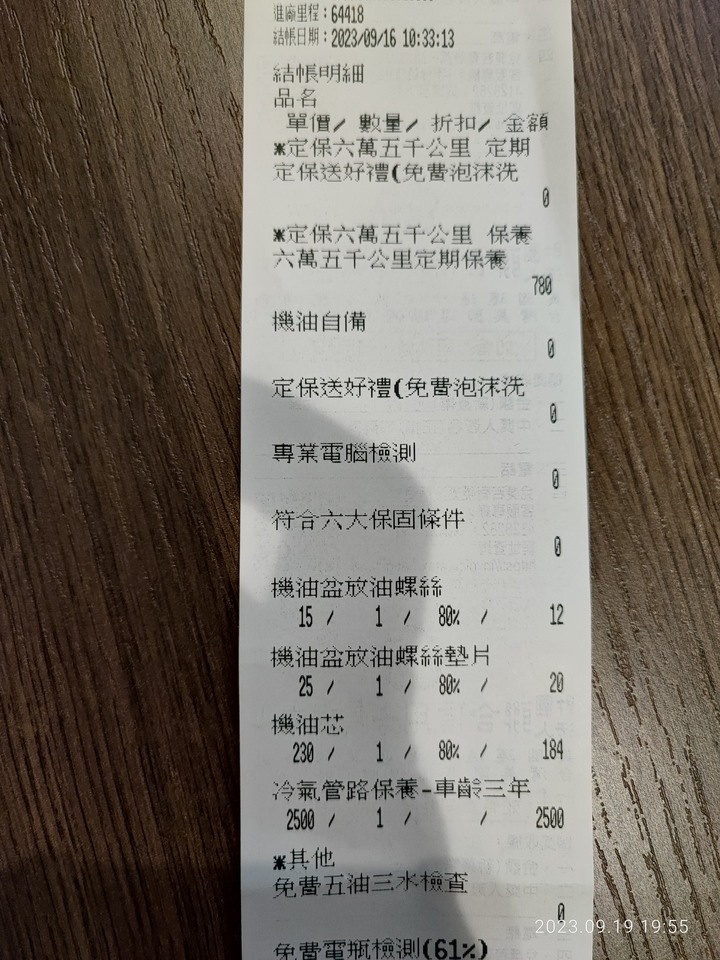 進廠里程：64418
結帳日期：2023/09/16 10:33:13
結帳明細
品名
單價/ 數量/ 折扣/ 金額
*定保六萬五千公里 定期
定保送好禮(免費泡沫洗
0
*定保六萬五千公里 保養
六萬五千公里定期保養
780
機油自備
0
定保送好禮(免費泡沫洗
0
專業電腦檢測
0
符合六大保固條件
0
機油盆放油螺絲
15 / 1 / 80% / 12
機油盆放油螺絲墊片
25 / 1 / 80% / 20
機油芯
230 / 1 / 80% / 184
冷氣管路保養-車齡三年
2500 / 1 / / 2500
*其他
免費五油三水檢查
0
免費電瓶檢測(61%)
2023.09.19 19:55